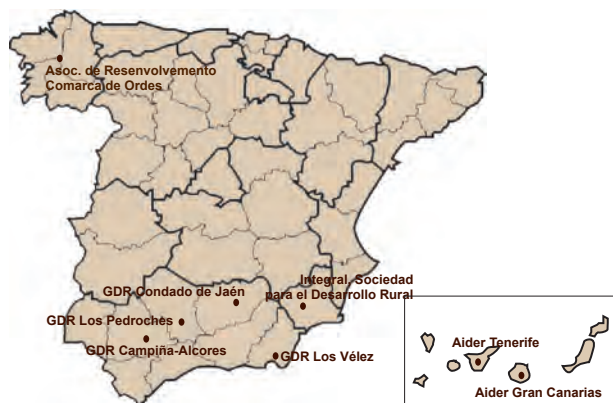 Asoc. de Resenvolvemento
Comarca de Ordes
Integral, Sociedad
para el Desarrollo Rural
GDR Condado de Jaén
GDR Los Pedroches
GDR Campiña-Alcores
GDR Los Vélez
Aider Tenerife
Aider Gran Canarias